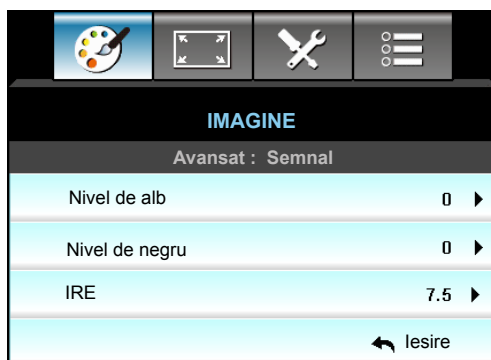 IMAGINE
Avansat : Semnal
Nivel de alb 0
Nivel de negru 0
IRE 7.5
Iesire